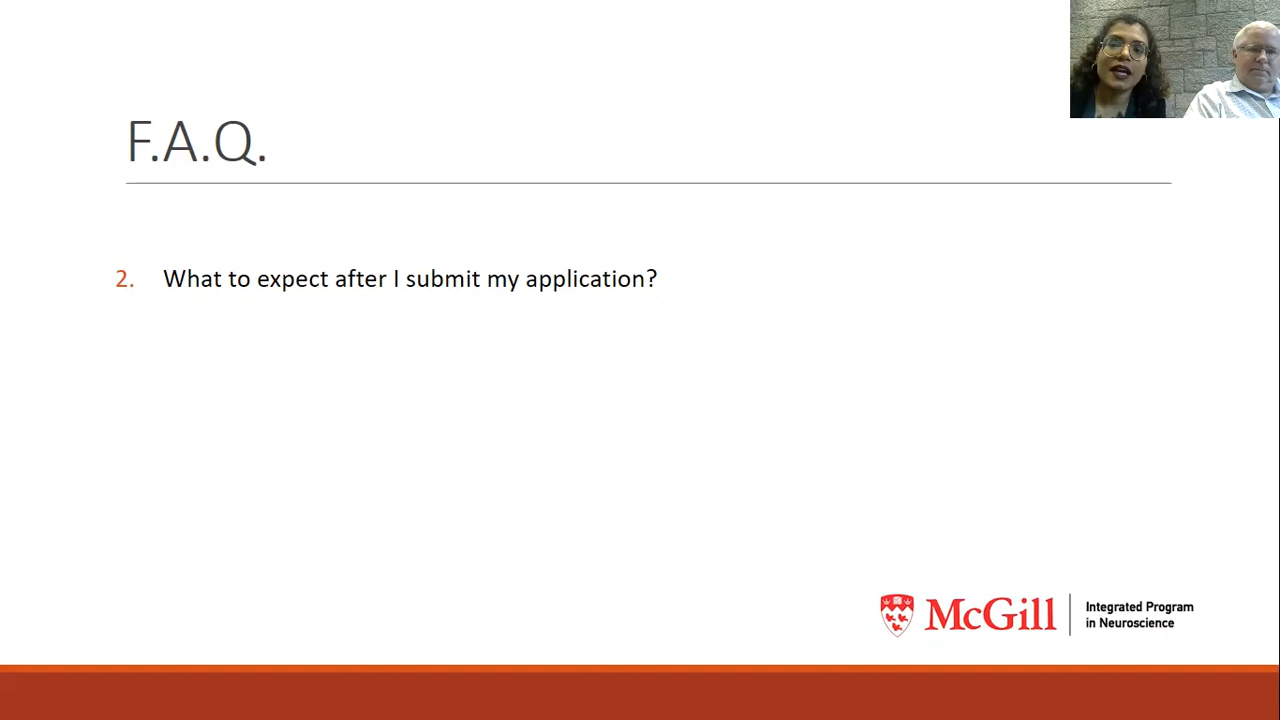 F.A.Q.
2. What to expect after I submit my application?
McGill
Integrated Program
in Neuroscience